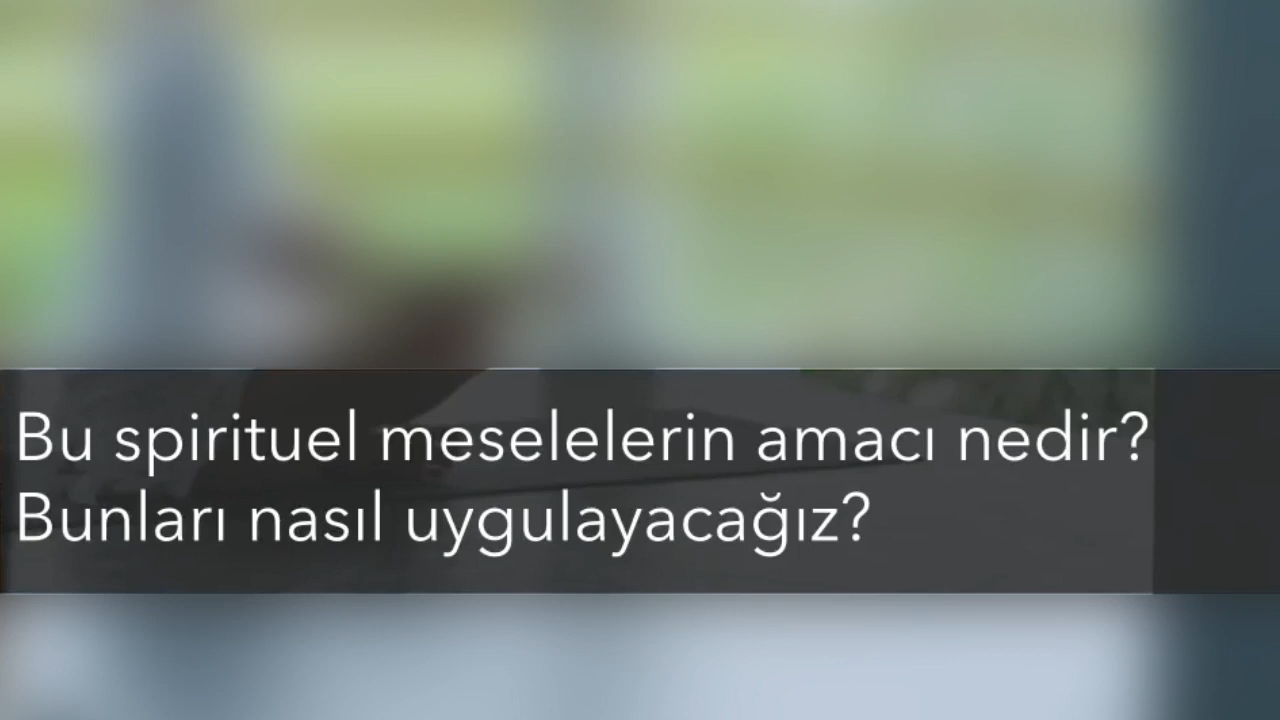 Bu spirituel meselelerin amacı nedir?
Bunları nasıl uygulayacağız?